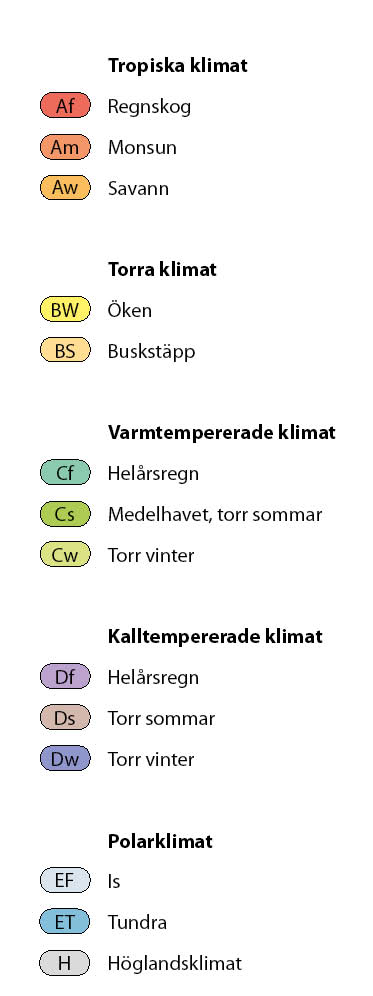 Tropiska klimat
Af Regnskog
Am Monsun
Aw Savann
Torra klimat
BW Öken
BS Buskstäpp
Varmtempererade klimat
Cf Helårsregn
Cs Medelhavet, torr sommar
Cw Torr vinter
Kalltempererade klimat
Df Helårsregn
Ds Torr sommar
Dw Torr vinter
Polarklimat
EF Is
ET Tundra
H Höglandsklimat